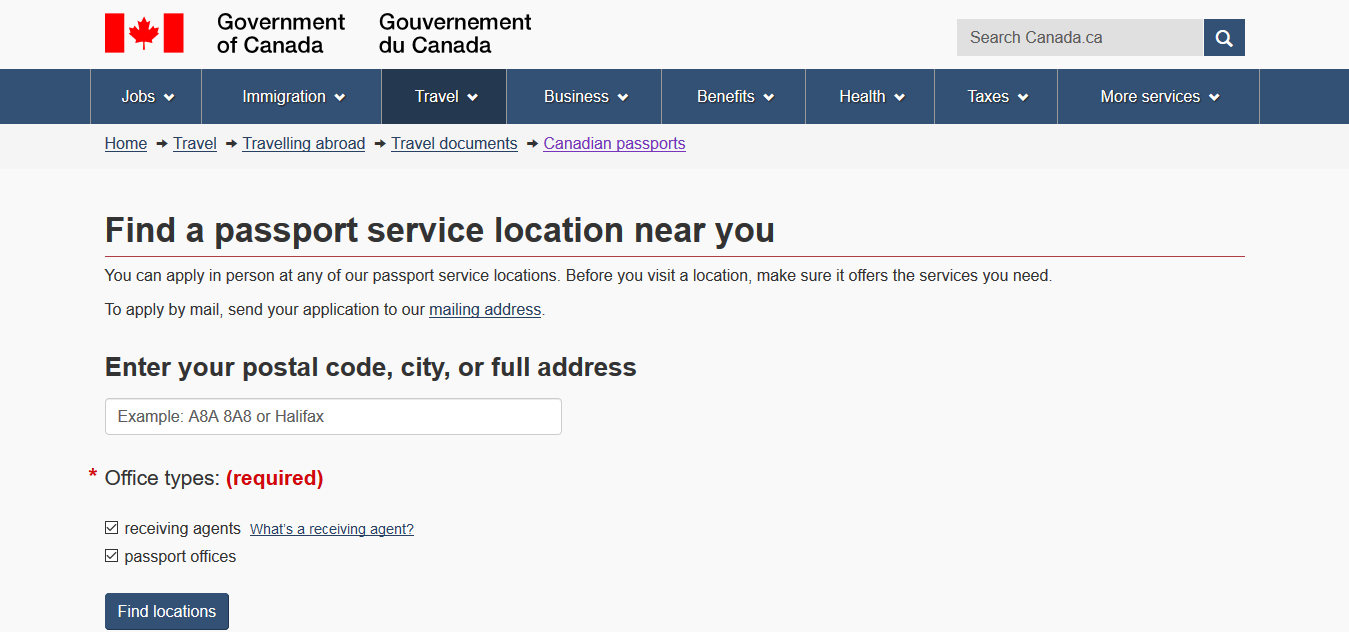 Government of Canada
Gouvernement du Canada
Search Canada.ca
Jobs Immigration Travel Business Benefits Health Taxes More services
Home Travel Travelling abroad Travel documents Canadian passports
Find a passport service location near you
You can apply in person at any of our passport service locations. Before you visit a location, make sure it offers the services you need.
To apply by mail, send your application to our mailing address.
Enter your postal code, city, or full address
Example: A8A 8A8 or Halifax
* Office types: (required)
receiving agents What's a receiving agent?
passport offices
Find locations